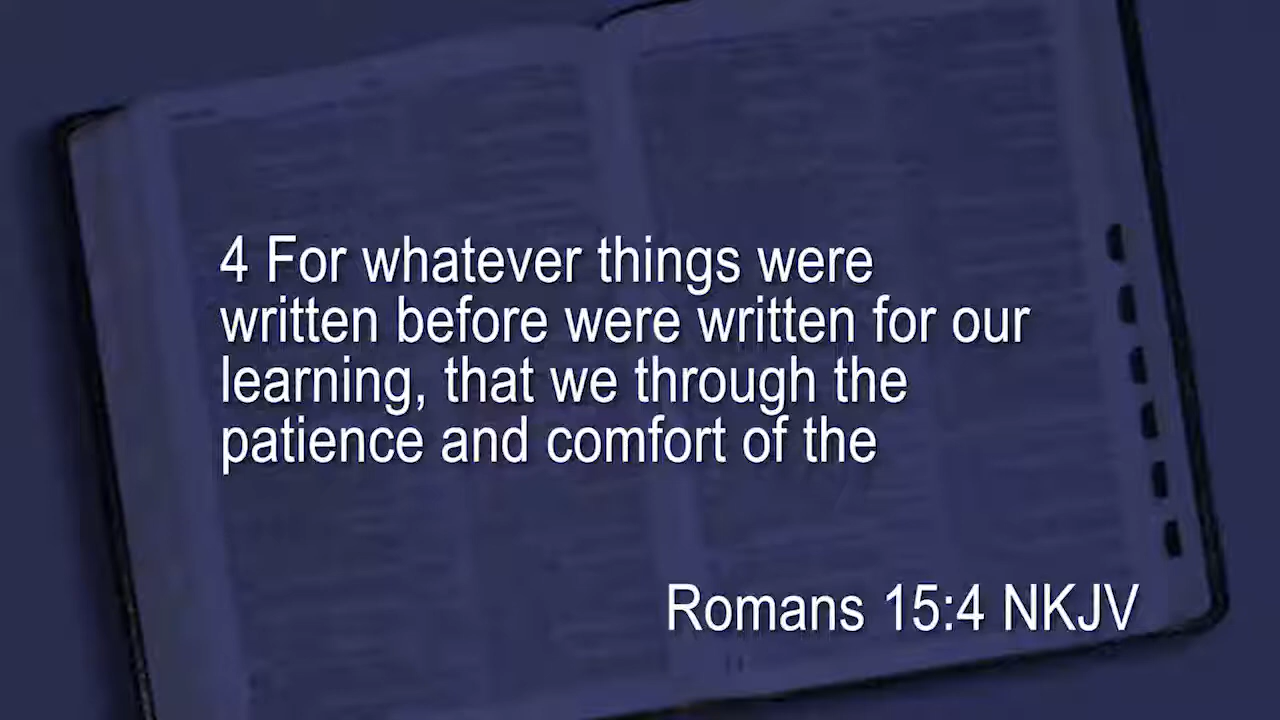 4 For whatever things were
written before were written for our
learning, that we through the
patience and comfort of the
Romans 15:4 NKJV